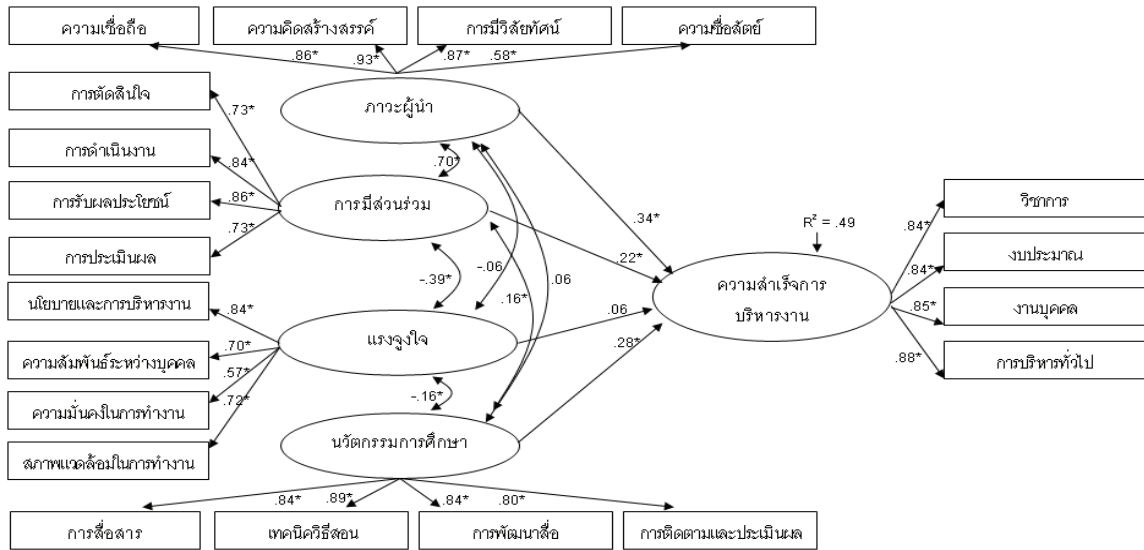 ความเชื่อถือ
ความคิดสร้างสรรค์
การมีวิสัยทัศน์
ความซื่อสัตย์
.86*
.93*
.87*
.58*
ภาวะผู้นำ
การตัดสินใจ
การดำเนินงาน
การรับผลประโยชน์
การประเมินผล
.73*
.84*
.86*
.73*
.70*
การมีส่วนร่วม
.34*
.22*
-.39*
-.06
.16*
.06
นโยบายและการบริหารงาน
ความสัมพันธ์ระหว่างบุคคล
ความมั่นคงในการทำงาน
สภาพแวดล้อมในการทำงาน
.84*
.70*
.57*
.72*
แรงจูงใจ
.06
.28*
-.16*
นวัตกรรมการศึกษา
.84*
.89*
.84*
.80*
การสื่อสาร
เทคนิควิธีสอน
การพัฒนาสื่อ
การติดตามและประเมินผล
R² = .49
ความสำเร็จการ
บริหารงาน
.84*
.84*
.85*
.88*
วิชาการ
งบประมาณ
งานบุคคล
การบริหารทั่วไป